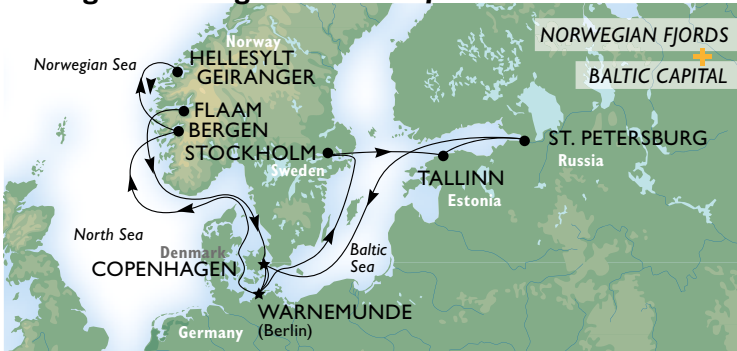 NORWEGIAN FJORDS
BALTIC CAPITAL
Norway
Norwegian Sea
HELLESYLT
GEIRANGER
FLAAM
BERGEN
STOCKHOLM
Sweden
ST. PETERSBURG
Russia
TALLINN
Estonia
North Sea
Denmark
COPENHAGEN
Baltic
Sea
WARNEMUNDE
(Berlin)
Germany